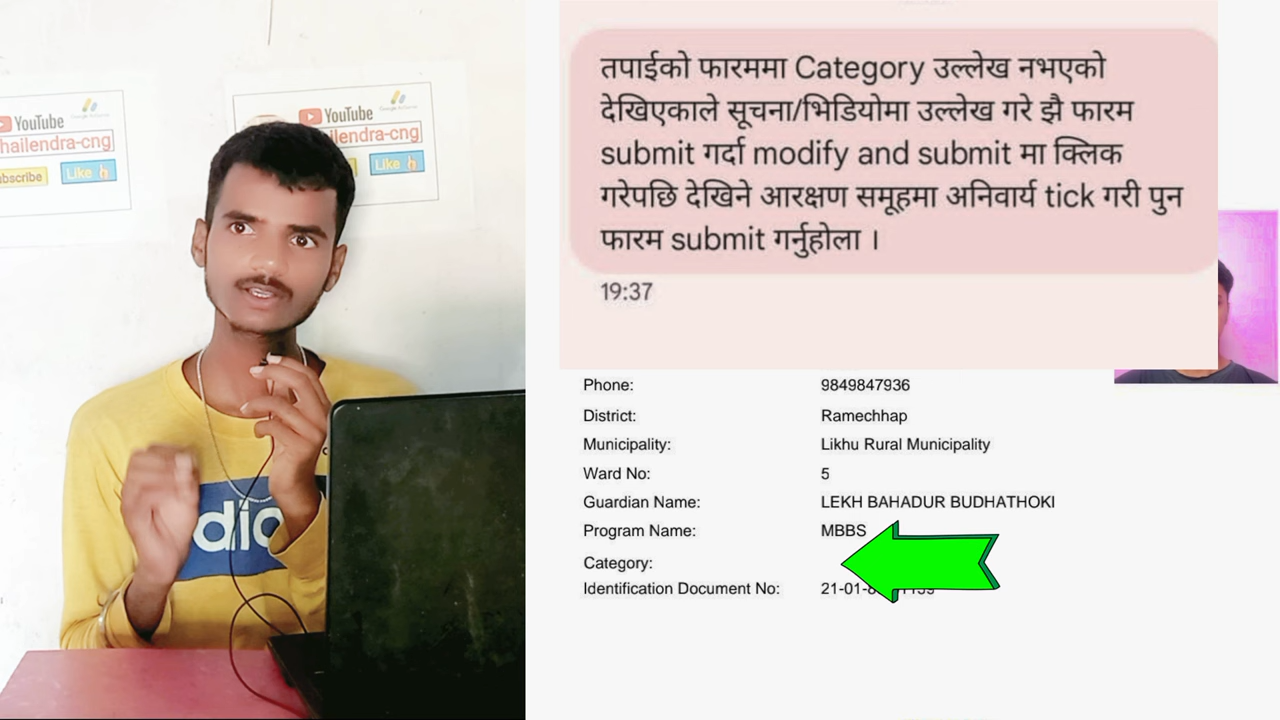 YouTube
hailendra-cng
ubscribe
Like
YouTube
ilendra-cng
Like
dio
तपाईको फारममा Category उल्लेख नभएको
देखिएकाले सूचना/भिडियोमा उल्लेख गरे झै फारम
submit गर्दा modify and submit मा क्लिक
गरेपछि देखिने आरक्षण समूहमा अनिवार्य tick गरी पुन
फारम submit गर्नुहोला ।
19:37
Phone: 9849847936
District: Ramechhap
Municipality: Likhu Rural Municipality
Ward No: 5
Guardian Name: LEKH BAHADUR BUDHATHOKI
Program Name: MBBS
Category:
Identification Document No: 21-01-